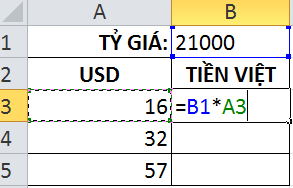 A B
1 TỶ GIÁ: 21000
2 USD TIỀN VIỆT
3 16 =B1*A3
4 32
5 57